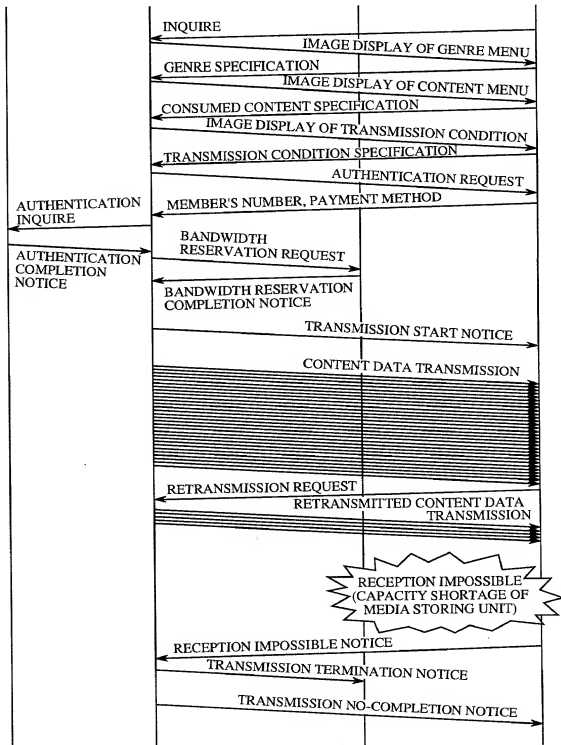 INQUIRE
IMAGE DISPLAY OF GENRE MENU
GENRE SPECIFICATION
IMAGE DISPLAY OF CONTENT MENU
CONSUMED CONTENT SPECIFICATION
IMAGE DISPLAY OF TRANSMISSION CONDITION
TRANSMISSION CONDITION SPECIFICATION
AUTHENTICATION REQUEST
MEMBER'S NUMBER, PAYMENT METHOD
AUTHENTICATION
INQUIRE
AUTHENTICATION
COMPLETION
NOTICE
BANDWIDTH
RESERVATION REQUEST
BANDWIDTH RESERVATION
COMPLETION NOTICE
TRANSMISSION START NOTICE
CONTENT DATA TRANSMISSION
RETRANSMISSION REQUEST
RETRANSMITTED CONTENT DATA
TRANSMISSION
RECEPTION IMPOSSIBLE
(CAPACITY SHORTAGE OF
MEDIA STORING UNIT)
RECEPTION IMPOSSIBLE NOTICE
TRANSMISSION TERMINATION NOTICE
TRANSMISSION NO-COMPLETION NOTICE